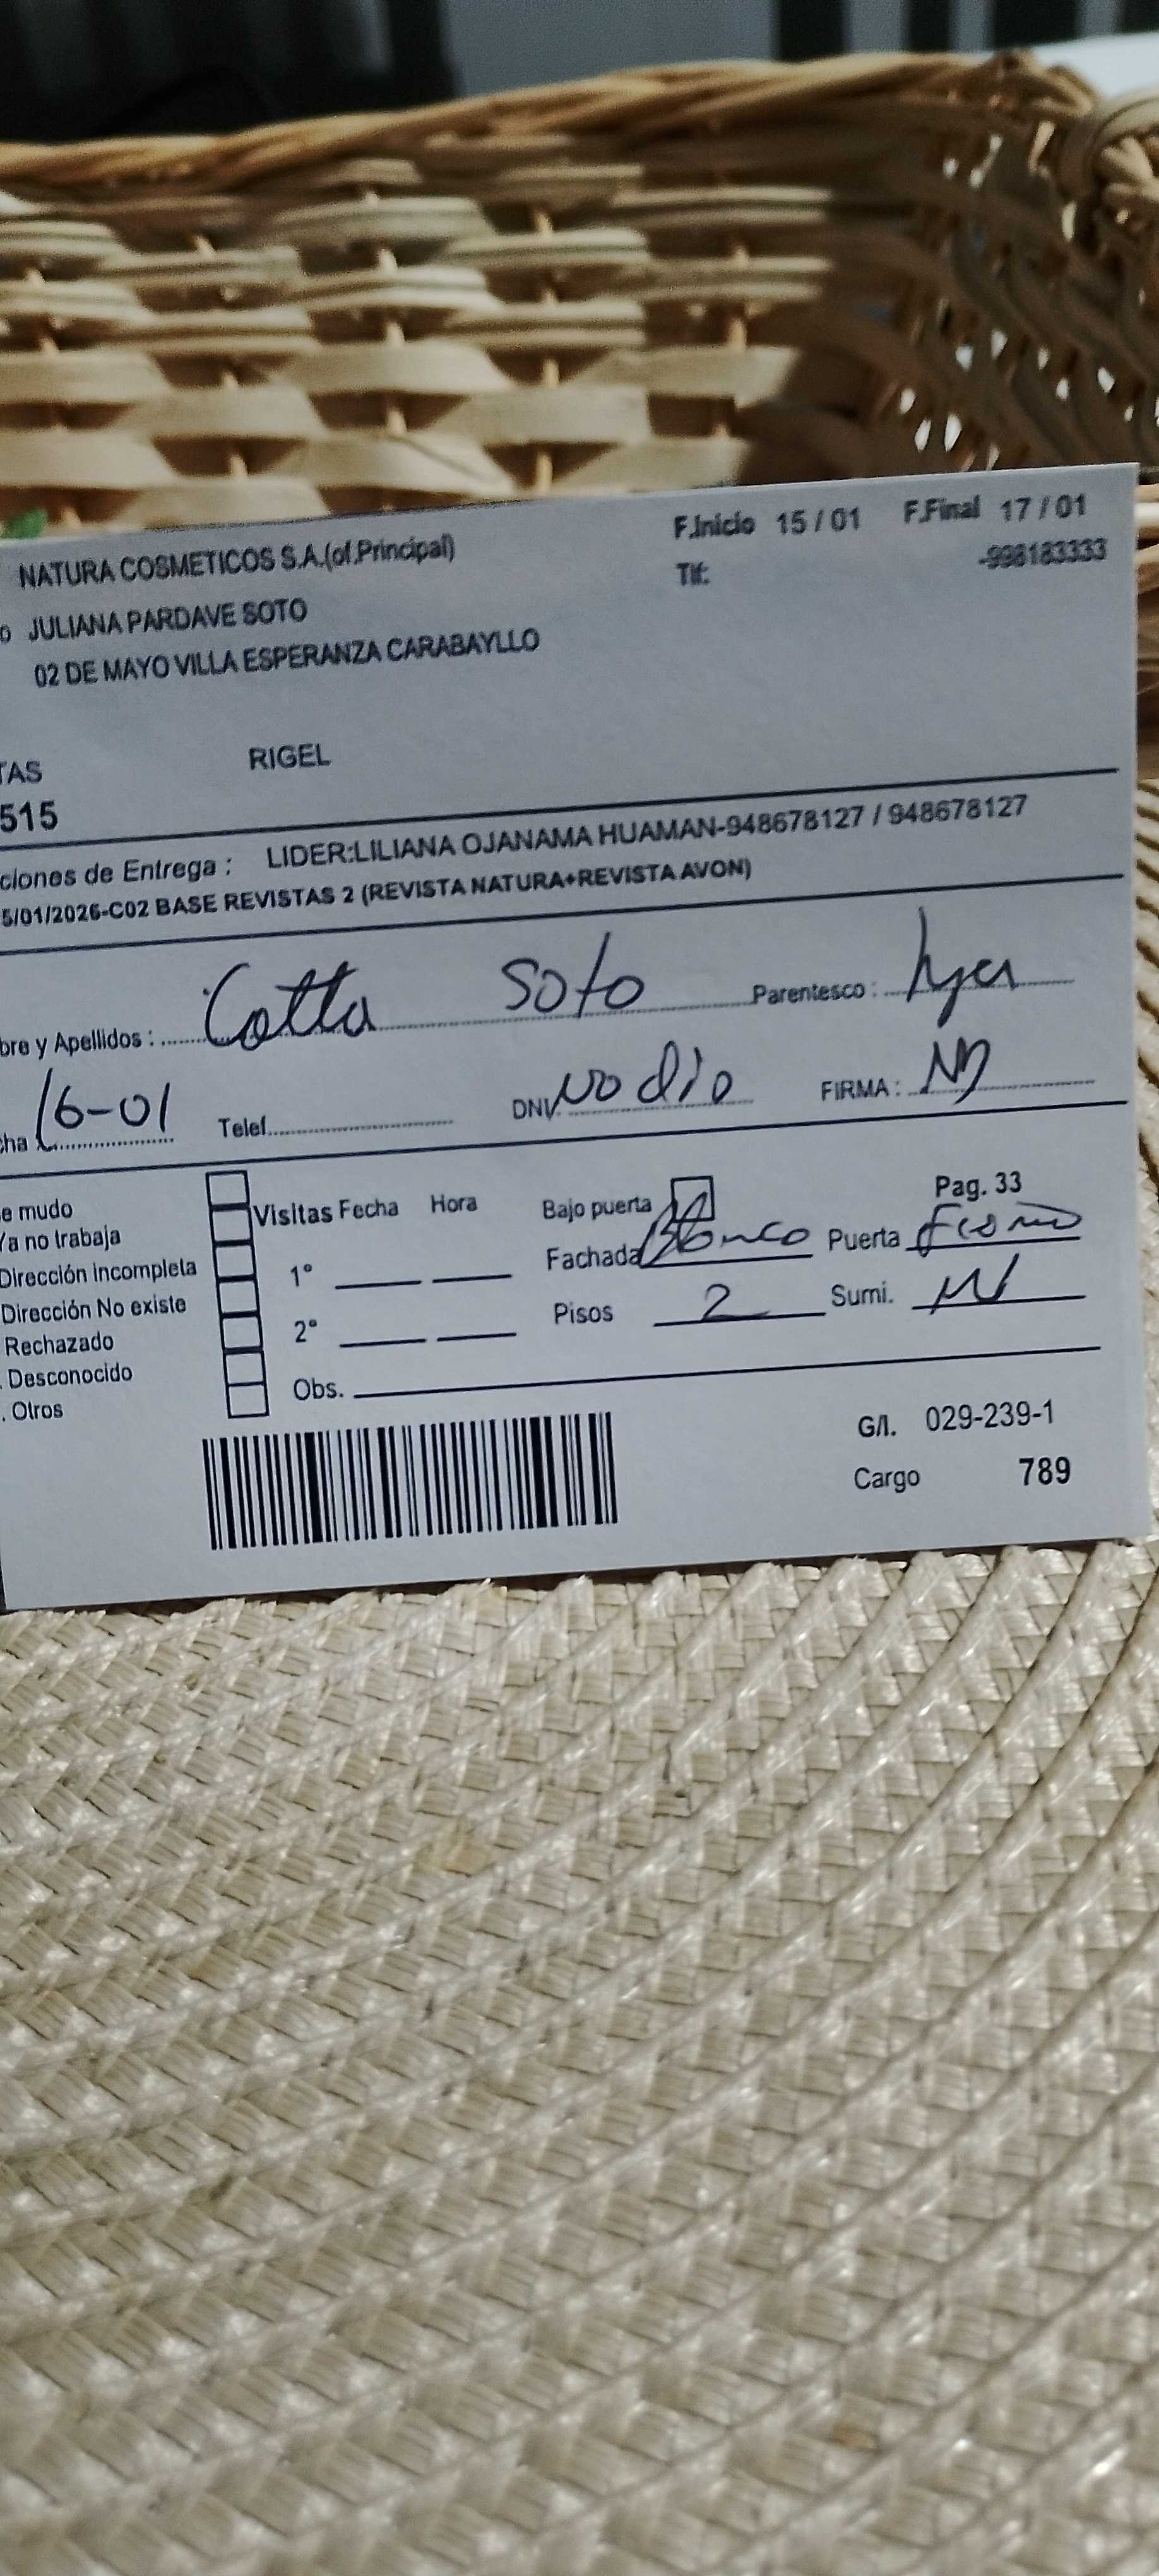 NATURA COSMETICOS S.A.(of.Principal) F.Inicio 15 / 01 F.Final 17 / 01
Tlf: -998183333
o JULIANA PARDAVE SOTO
02 DE MAYO VILLA ESPERANZA CARABAYLLO
TAS RIGEL
515
ciones de Entrega : LIDER:LILIANA OJANAMA HUAMAN-948678127 / 948678127
5/01/2026-C02 BASE REVISTAS 2 (REVISTA NATURA+REVISTA AVON)
bre y Apellidos : Soto Parentesco :
cha 16-01 Telef. DNI No dio FIRMA :
e mudo
Ya no trabaja
Dirección incompleta
Dirección No existe
Rechazado
. Desconocido
. Otros
Visitas Fecha Hora
1°
2°
Obs.
Bajo puerta Pag. 33
Fachada Blanco Puerta
Pisos 2 Sumi.
G/l. 029-239-1
Cargo 789